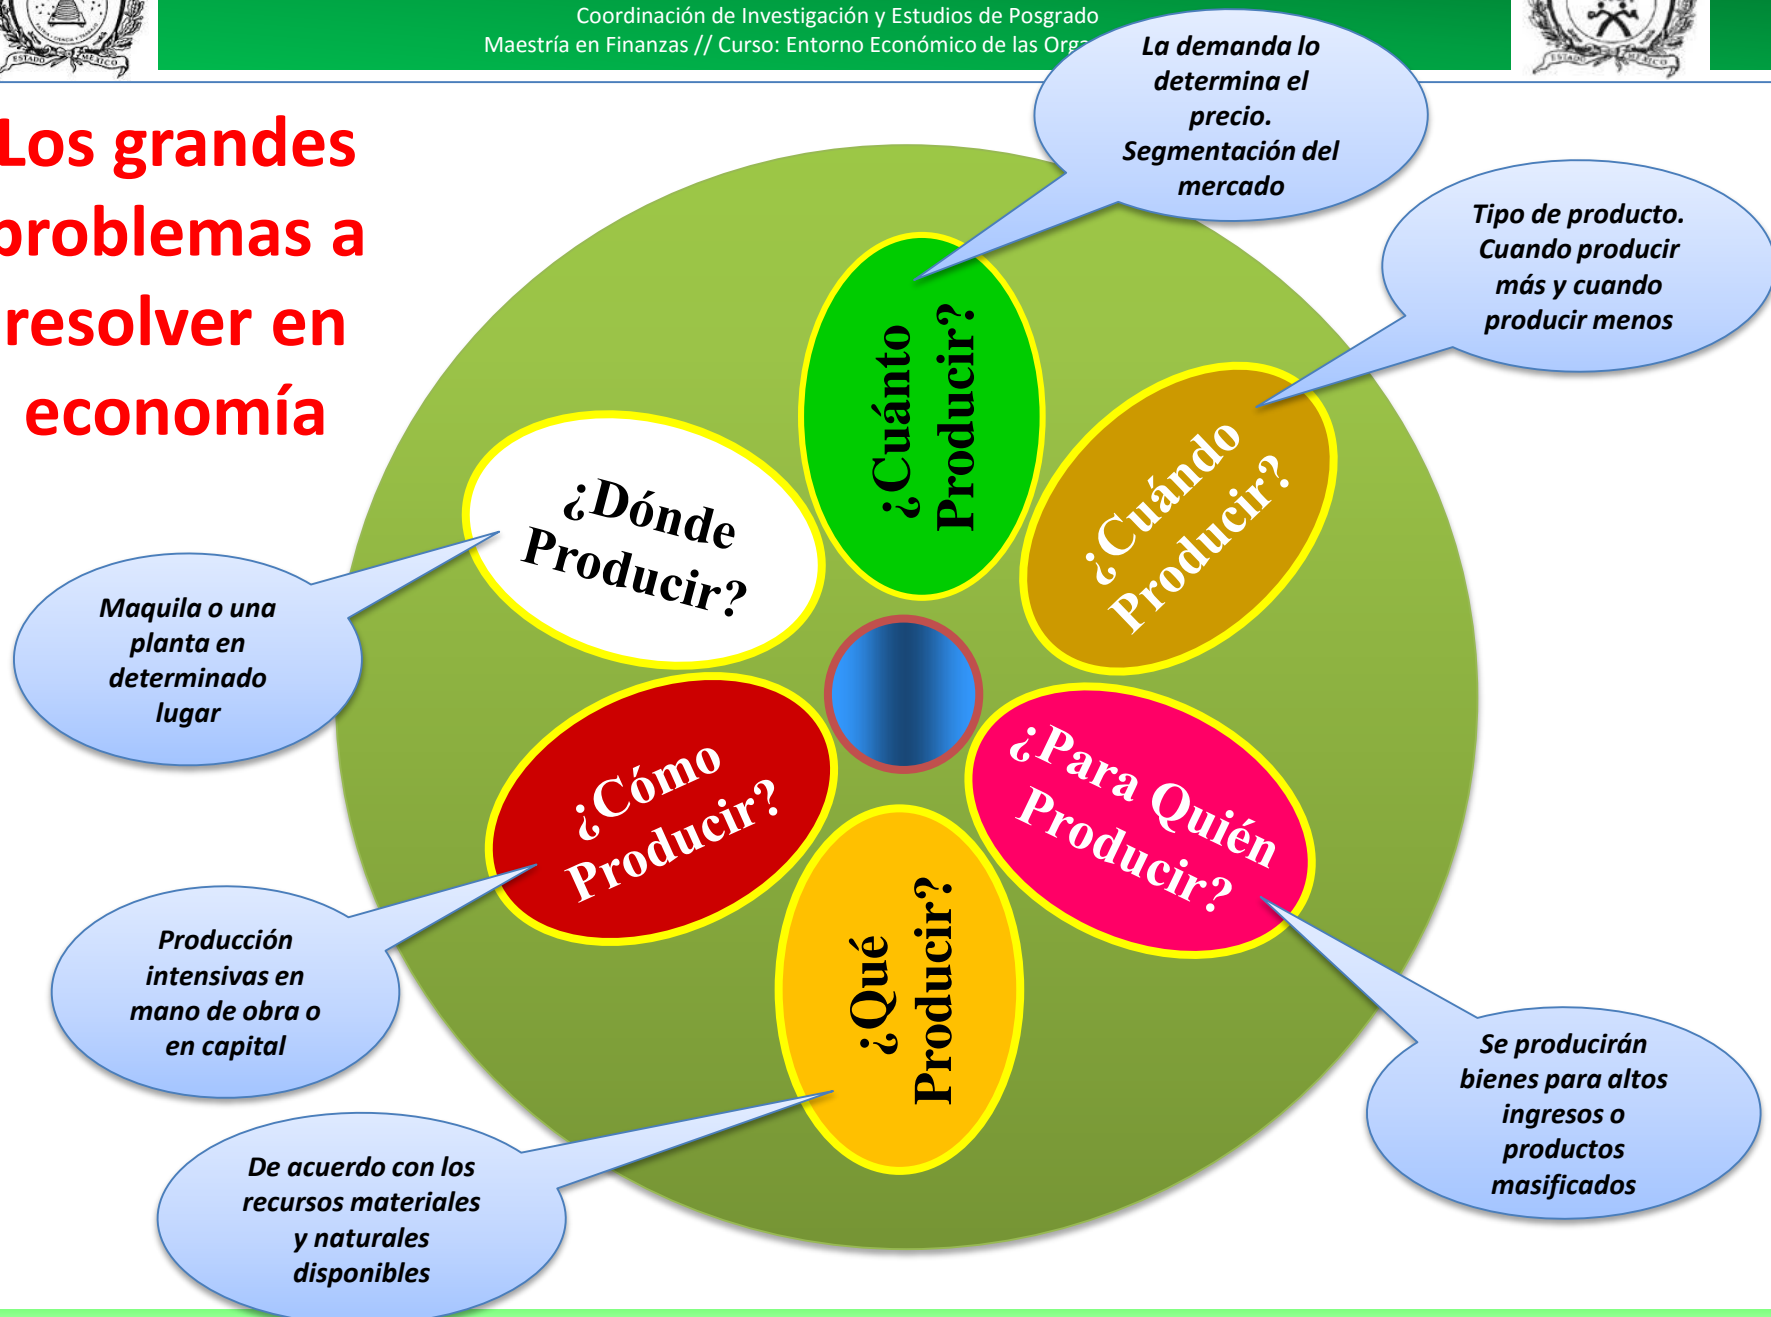 Coordinación de Investigación y Estudios de Posgrado
Maestría en Finanzas // Curso: Entorno Económico de las
Los grandes
problemas a
resolver en
economía
La demanda lo
determina el
precio.
Segmentación del
mercado
Tipo de producto.
Cuando producir
más y cuando
producir menos
¿Cuánto
Producir?
¿Cuándo
Producir?
¿Dónde
Producir?
Maquila o una
planta en
determinado
lugar
¿Cómo
Producir?
¿Para Quién
Producir?
¿Qué
Producir?
Producción
intensivas en
mano de obra o
en capital
Se producirán
bienes para altos
ingresos o
productos
masificados
De acuerdo con los
recursos materiales
y naturales
disponibles
ESTADO MEXICO
ESTADO MEXICO